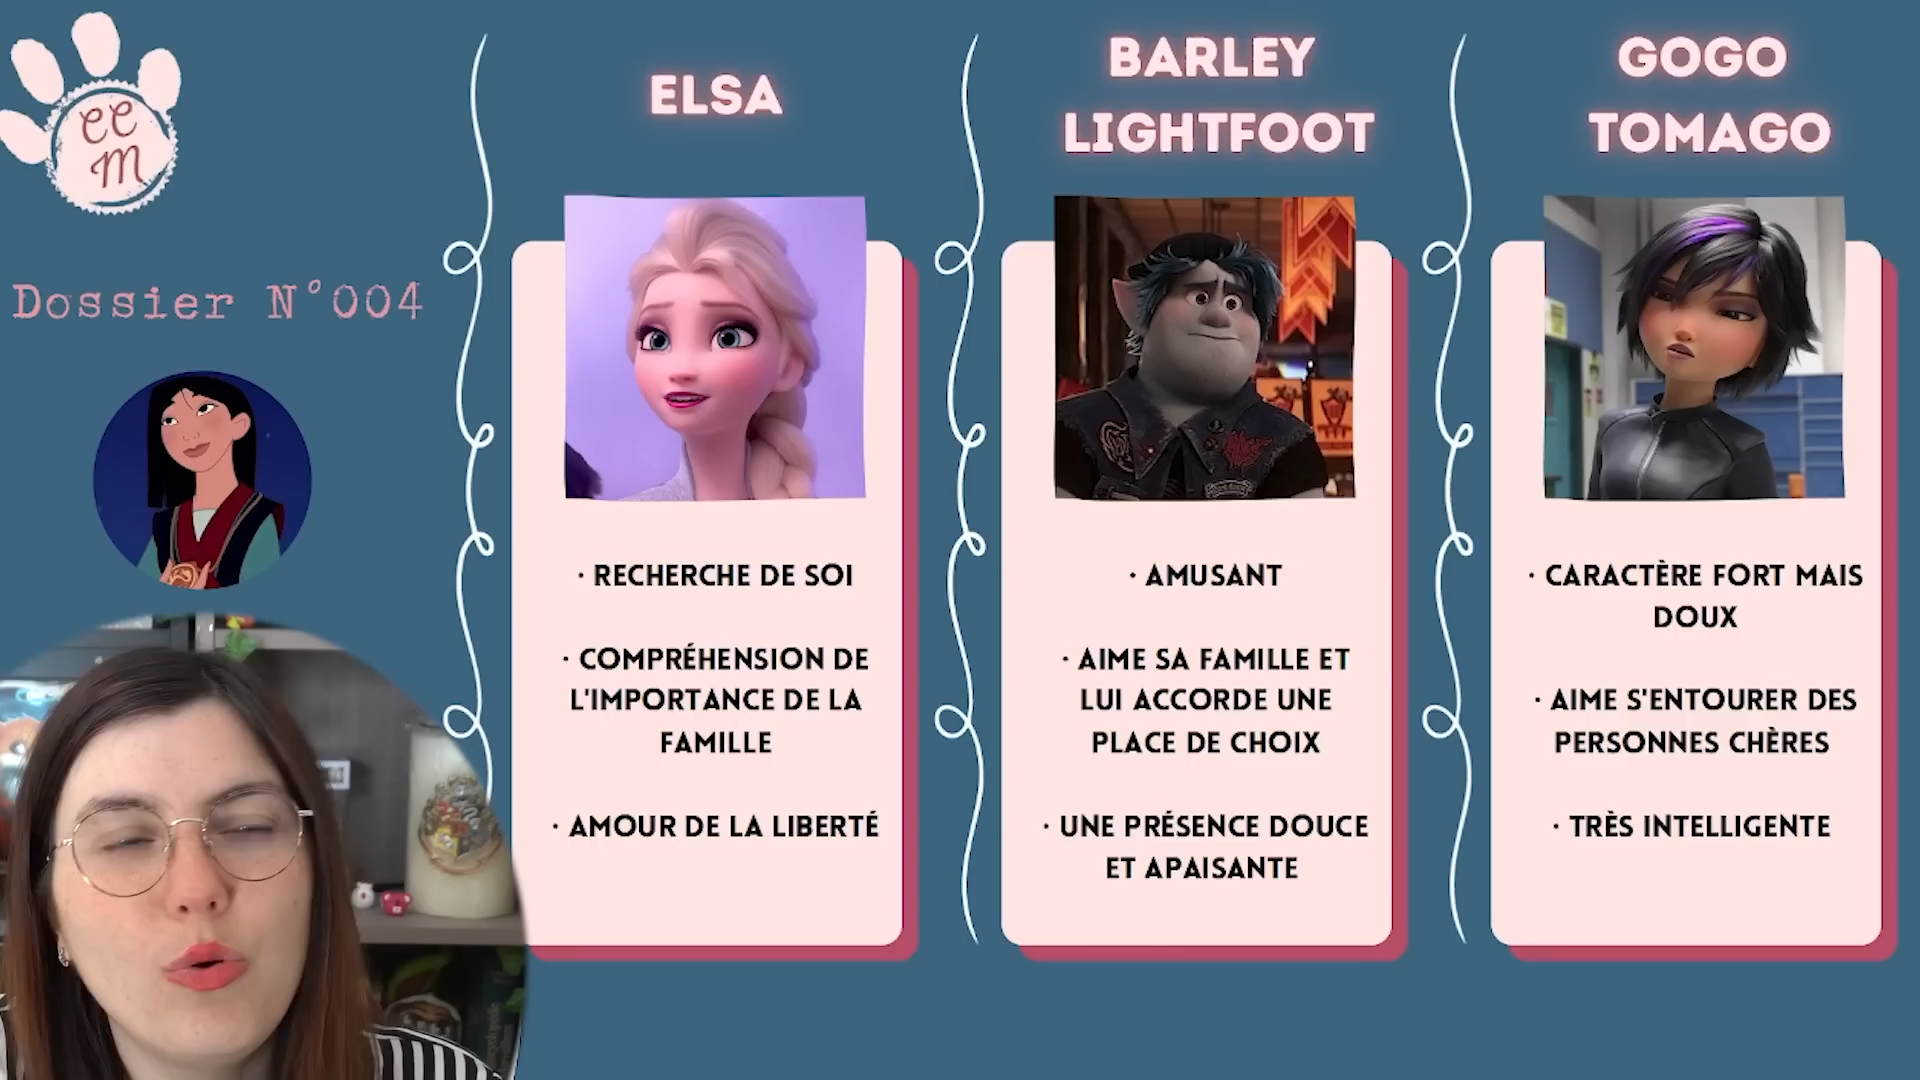 CC
M
Dossier N°004
ELSA
· RECHERCHE DE SOI
· COMPRÉHENSION DE
L'IMPORTANCE DE LA
FAMILLE
· AMOUR DE LA LIBERTÉ
BARLEY
LIGHTFOOT
· AMUSANT
· AIME SA FAMILLE ET
LUI ACCORDE UNE
PLACE DE CHOIX
· UNE PRÉSENCE DOUCE
ET APAISANTE
GOGO
TOMAGO
· CARACTÈRE FORT MAIS
DOUX
· AIME S'ENTOURER DES
PERSONNES CHÈRES
· TRÈS INTELLIGENTE